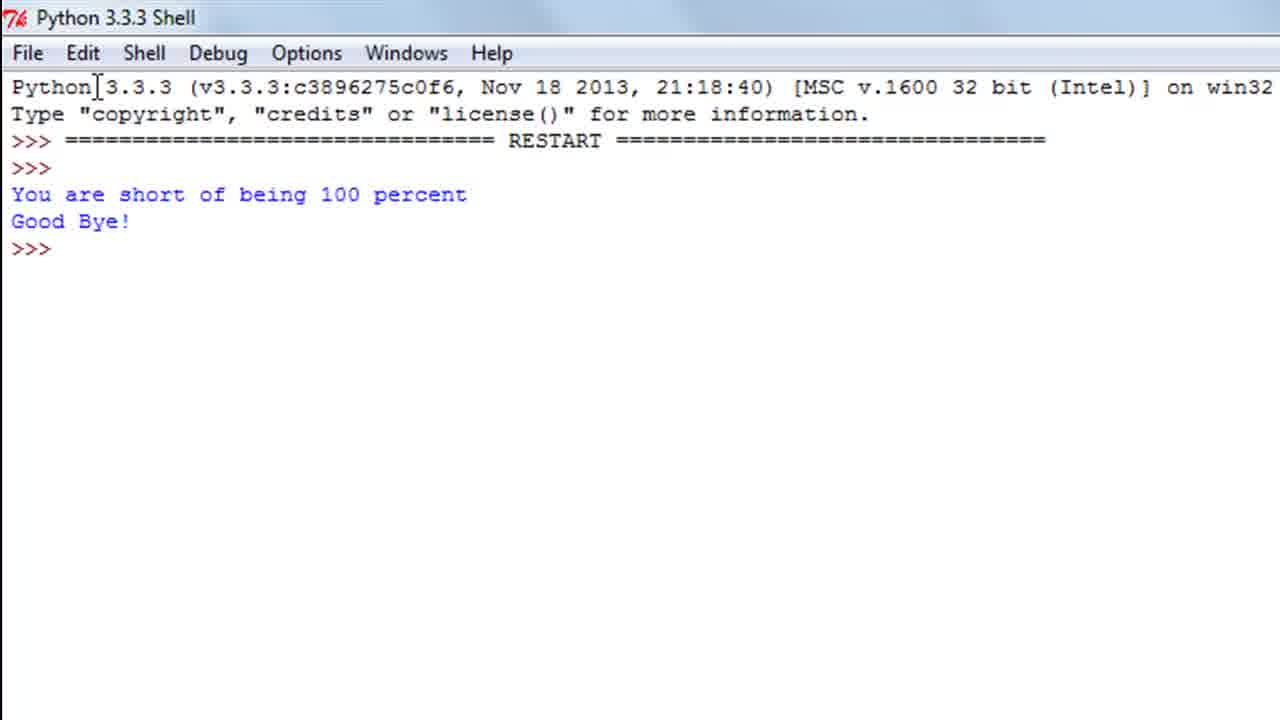 Python 3.3.3 Shell
File Edit Shell Debug Options Windows Help
Python 3.3.3 (v3.3.3:c3896275c0f6, Nov 18 2013, 21:18:40) [MSC v.1600 32 bit (Intel)] on win32
Type "copyright", "credits" or "license()" for more information.
>>> ================================ RESTART ================================
>>>
You are short of being 100 percent
Good Bye!
>>>